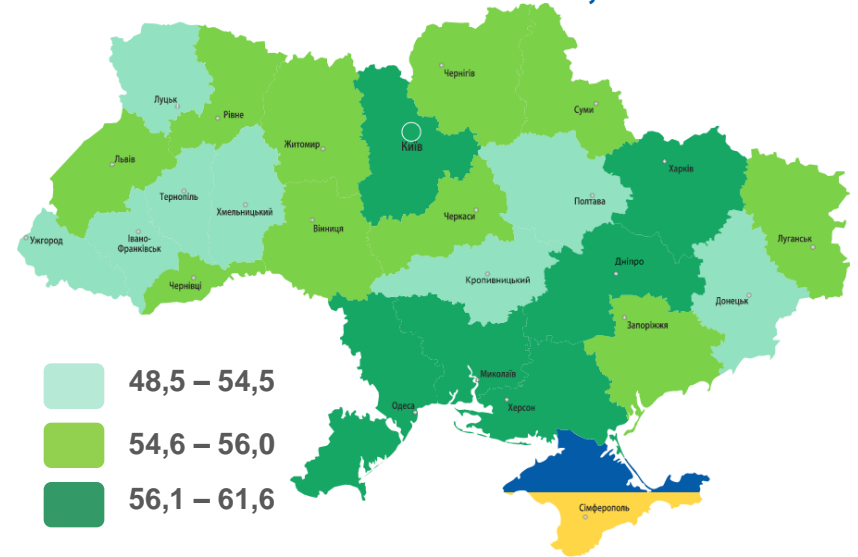 Чернігів
Луцьк
Суми
Рівне
Житомир
Київ
Львів
Харків
Тернопіль
Хмельницький
Полтава
Черкаси
Вінниця
Ужгород
Івано-
Франківськ
Луганськ
Дніпро
Кропивницький
Чернівці
Донецьк
Запоріжжя
Миколаїв
Одеса
Херсон
Сімферополь
48,5 – 54,5
54,6 – 56,0
56,1 – 61,6